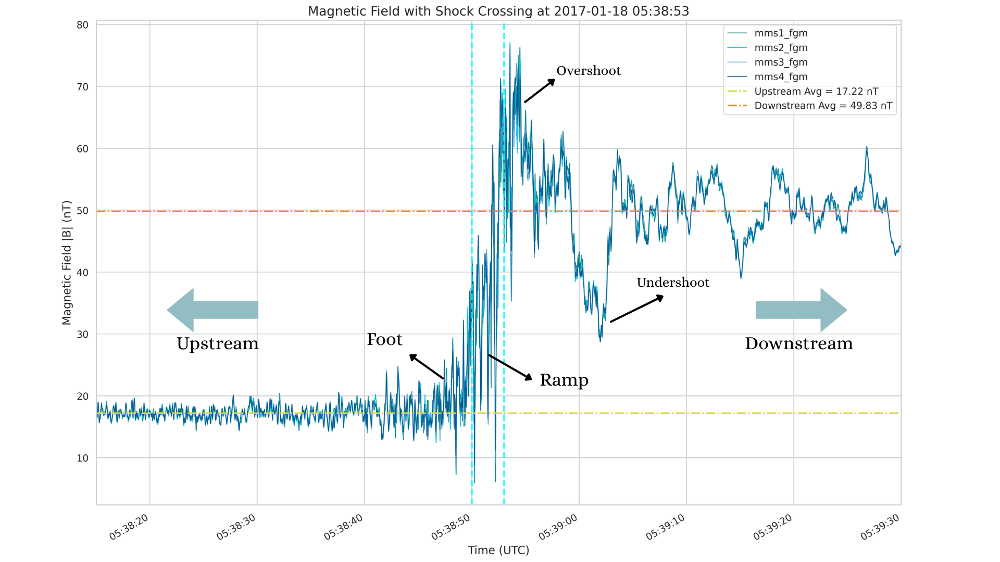 Magnetic Field with Shock Crossing at 2017-01-18 05:38:53
mms1_fgm
mms2_fgm
mms3_fgm
mms4_fgm
Upstream Avg = 17.22 nT
Downstream Avg = 49.83 nT
Magnetic Field |B| (nT)
80
70
60
50
40
30
20
10
Overshoot
Undershoot
Upstream
Foot
Ramp
Downstream
05:38:20
05:38:30
05:38:40
05:38:50
05:39:00
05:39:10
05:39:20
05:39:30
Time (UTC)